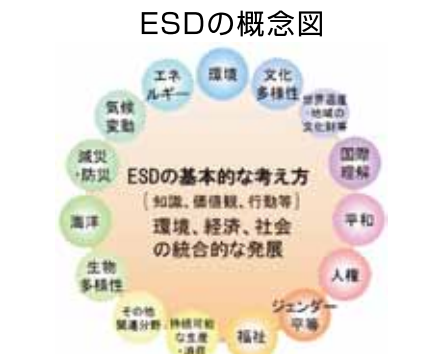 ESDの概念図
環境
文化
多様性
世界遺産
・地域の
文化財等
国際
理解
平和
人権
ジェンダー
平等
福祉
持続可能
な生産
・消費
その他
関連分野
生物
多様性
海洋
減災
・防災
気候
変動
エネ
ルギー
ESDの基本的な考え方
[知識、価値観、行動等]
環境、経済、社会
の統合的な発展